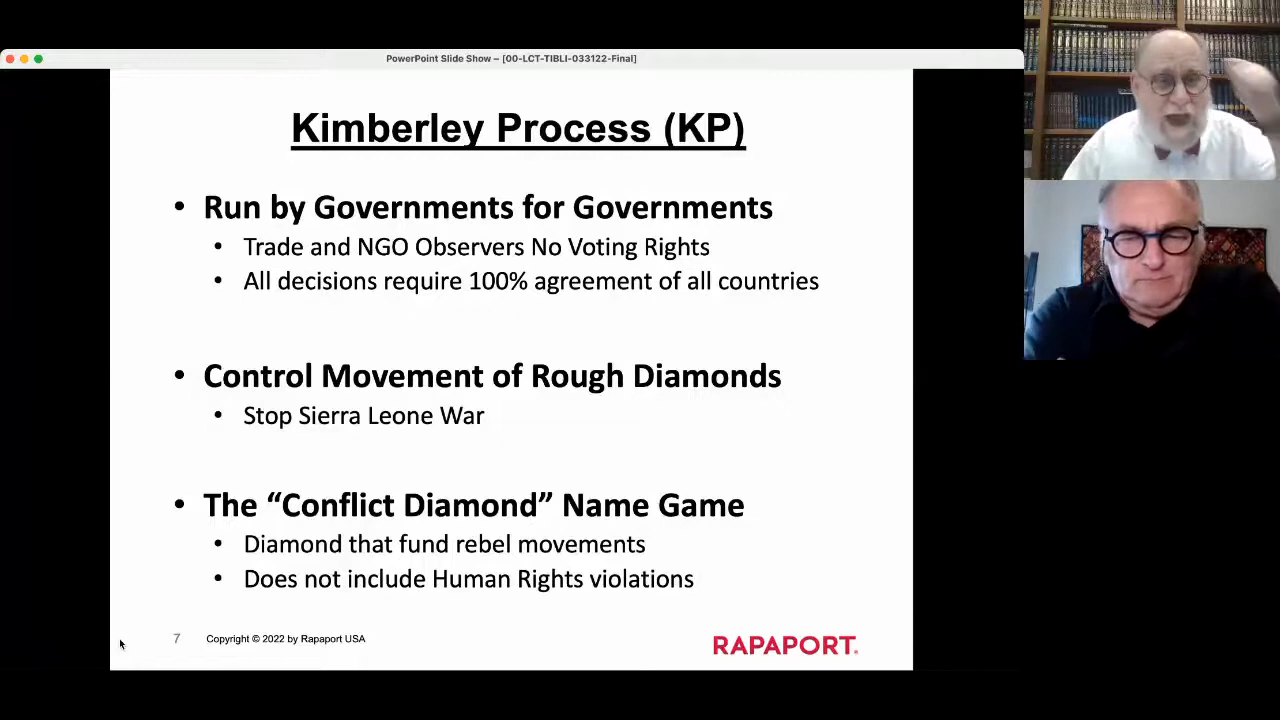 PowerPoint Slide Show – [00-LCT-TIBLI-033122-Final]
Kimberley Process (KP)
• Run by Governments for Governments
• Trade and NGO Observers No Voting Rights
• All decisions require 100% agreement of all countries
• Control Movement of Rough Diamonds
• Stop Sierra Leone War
• The “Conflict Diamond” Name Game
• Diamond that fund rebel movements
• Does not include Human Rights violations
7 Copyright © 2022 by Rapaport USA
RAPAPORT®